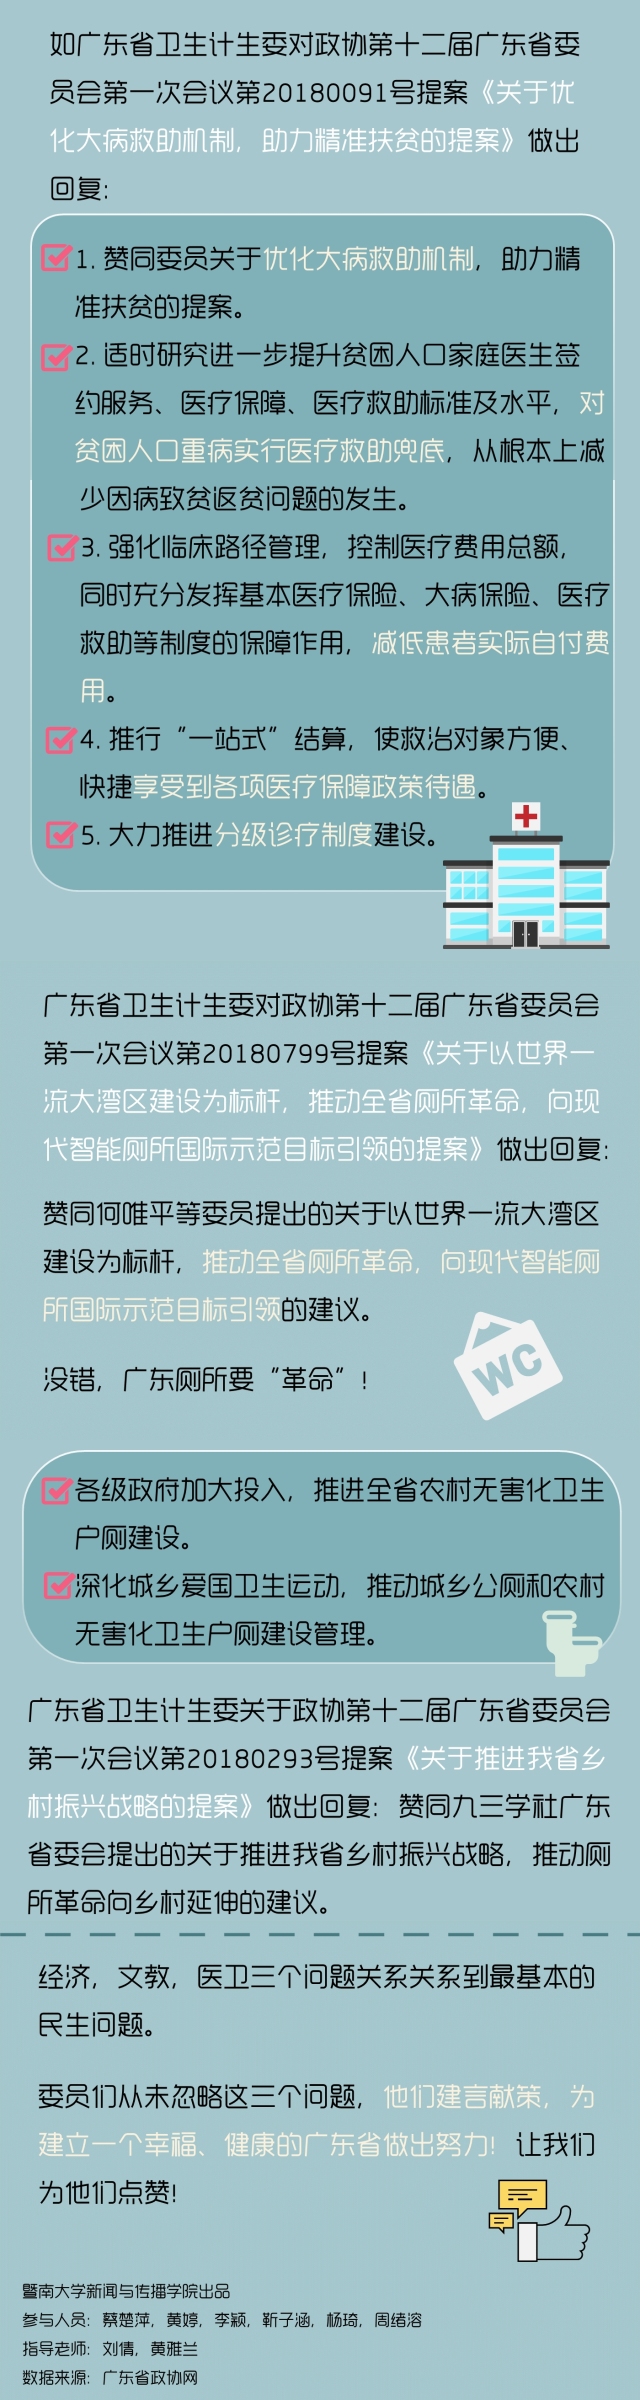 如广东省卫生计生委对政协第十二届广东省委
员会第一次会议第20180091号提案《关于优
化大病救助机制，助力精准扶贫的提案》做出
回复:
1. 赞同委员关于优化大病救助机制，助力精
准扶贫的提案。
2. 适时研究进一步提升贫困人口家庭医生签
约服务、医疗保障、医疗救助标准及水平，对
贫困人口重病实行医疗救助兜底，从根本上减
少因病致贫返贫问题的发生。
3. 强化临床路径管理，控制医疗费用总额，
同时充分发挥基本医疗保险、大病保险、医疗
救助等制度的保障作用，减低患者实际自付费
用。
4. 推行“一站式”结算，使救治对象方便、
快捷享受到各项医疗保障政策待遇。
5. 大力推进分级诊疗制度建设。
广东省卫生计生委对政协第十二届广东省委员会
第一次会议第20180799号提案《关于以世界一
流大湾区建设为标杆，推动全省厕所革命，向现
代智能厕所国际示范目标引领的提案》做出回复:
赞同何唯平等委员提出的关于以世界一流大湾区
建设为标杆，推动全省厕所革命，向现代智能厕
所国际示范目标引领的建议。
没错，广东厕所要“革命”！
WC
各级政府加大投入，推进全省农村无害化卫生
户厕建设。
深化城乡爱国卫生运动，推动城乡公厕和农村
无害化卫生户厕建设管理。
广东省卫生计生委关于政协第十二届广东省委员会
第一次会议第20180293号提案《关于推进我省乡
村振兴战略的提案》做出回复：赞同九三学社广东
省委会提出的关于推进我省乡村振兴战略，推动厕
所革命向乡村延伸的建议。
经济，文教，医卫三个问题关系关系到最基本的
民生问题。
委员们从未忽略这三个问题，他们建言献策，为
建立一个幸福、健康的广东省做出努力！让我们
为他们点赞!
暨南大学新闻与传播学院出品
参与人员：蔡楚萍，黄婷，李颖，靳子涵，杨琦，周绪溶
指导老师：刘倩，黄雅兰
数据来源：广东省政协网